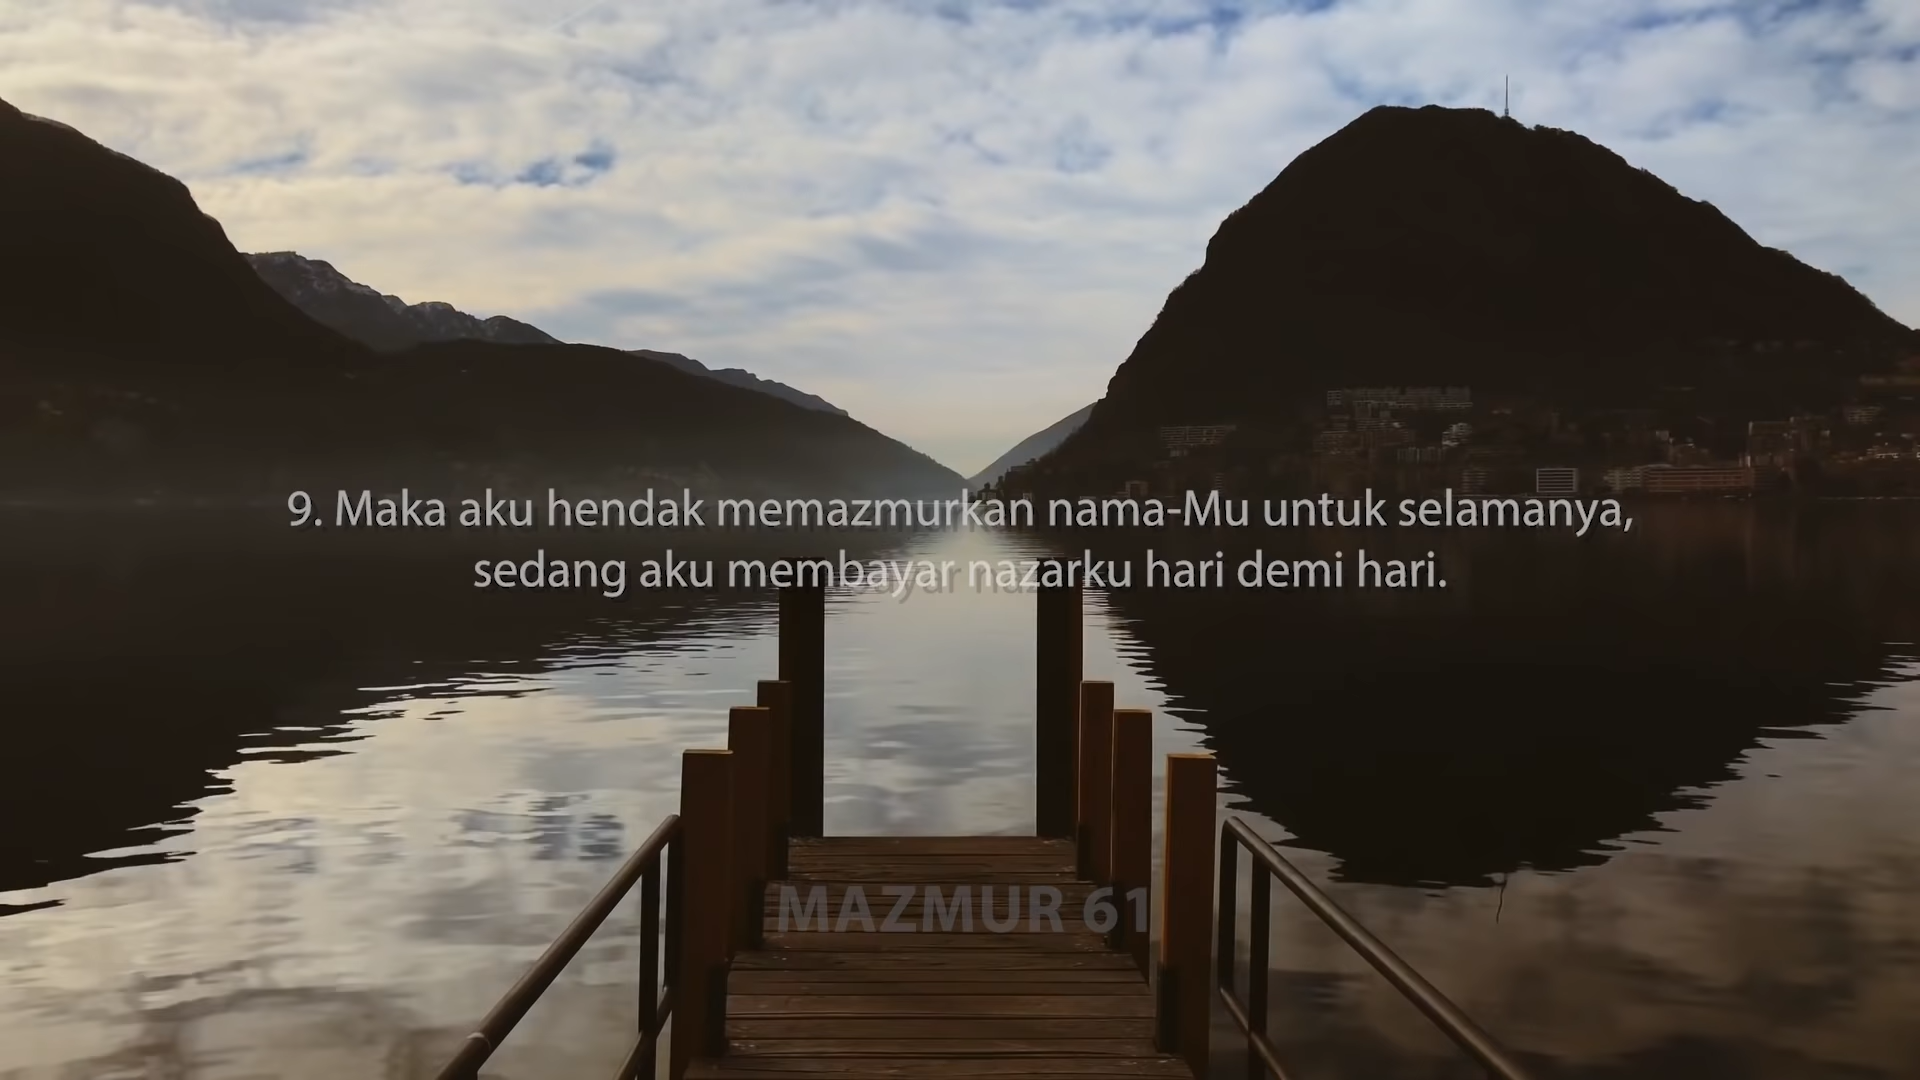 9. Maka aku hendak memazmurkan nama-Mu untuk selamanya,
sedang aku membayar nazarku hari demi hari.
MAZMUR 61